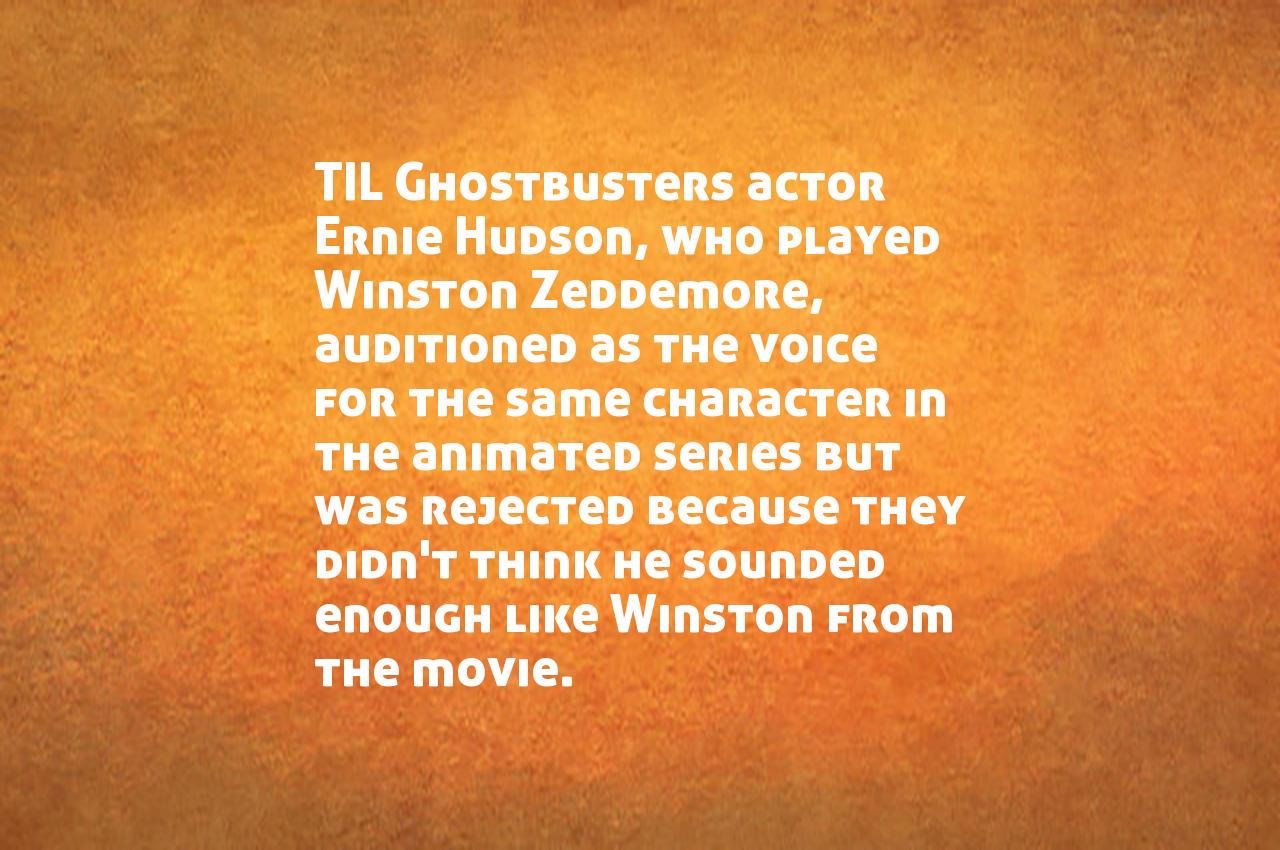 TIL Ghostbusters actor
Ernie Hudson, who played
Winston Zeddemore,
auditioned as the voice
for the same character in
the animated series but
was rejected because they
didn't think he sounded
enough like Winston from
the movie.